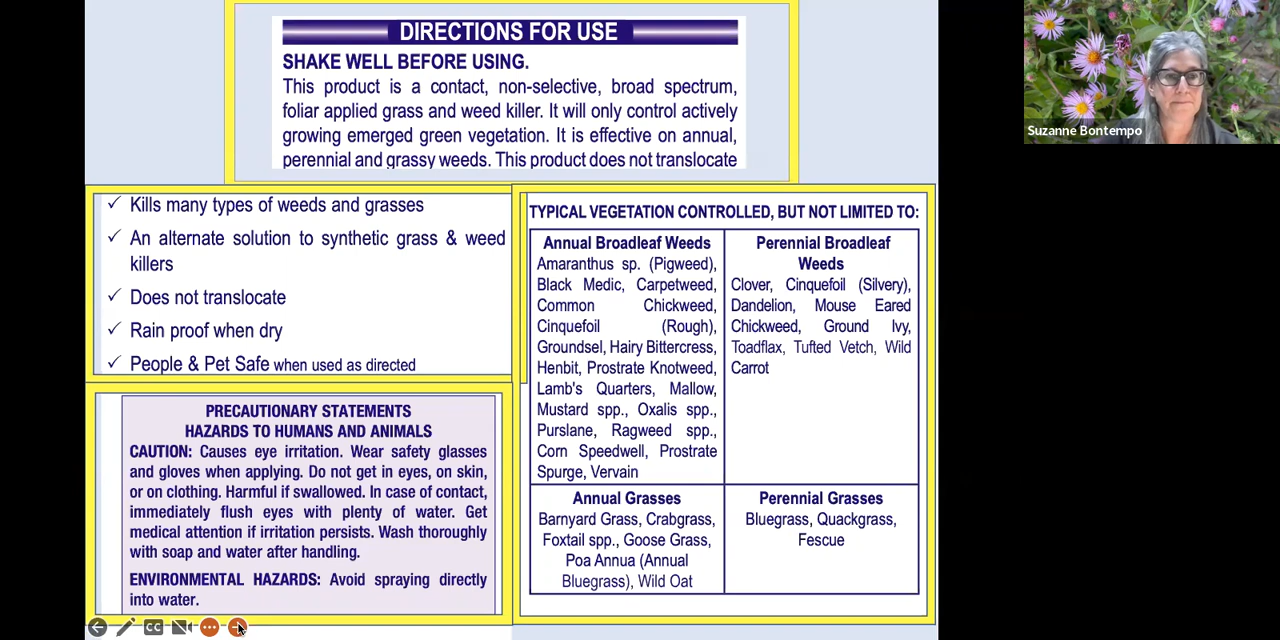 DIRECTIONS FOR USE
SHAKE WELL BEFORE USING.
This product is a contact, non-selective, broad spectrum,
foliar applied grass and weed killer. It will only control actively
growing emerged green vegetation. It is effective on annual,
perennial and grassy weeds. This product does not translocate
Suzanne Bontempo
✓ Kills many types of weeds and grasses
✓ An alternate solution to synthetic grass & weed
killers
✓ Does not translocate
✓ Rain proof when dry
✓ People & Pet Safe when used as directed
PRECAUTIONARY STATEMENTS
HAZARDS TO HUMANS AND ANIMALS
CAUTION: Causes eye irritation. Wear safety glasses
and gloves when applying. Do not get in eyes, on skin,
or on clothing. Harmful if swallowed. In case of contact,
immediately flush eyes with plenty of water. Get
medical attention if irritation persists. Wash thoroughly
with soap and water after handling.
ENVIRONMENTAL HAZARDS: Avoid spraying directly
into water.
TYPICAL VEGETATION CONTROLLED, BUT NOT LIMITED TO:
Annual Broadleaf Weeds
Amaranthus sp. (Pigweed),
Black Medic, Carpetweed,
Common Chickweed,
Cinquefoil (Rough),
Groundsel, Hairy Bittercress,
Henbit, Prostrate Knotweed,
Lamb's Quarters, Mallow,
Mustard spp., Oxalis spp.,
Purslane, Ragweed spp.,
Corn Speedwell, Prostrate
Spurge, Vervain
Perennial Broadleaf
Weeds
Clover, Cinquefoil (Silvery),
Dandelion, Mouse Eared
Chickweed, Ground Ivy,
Toadflax, Tufted Vetch, Wild
Carrot
Annual Grasses
Barnyard Grass, Crabgrass,
Foxtail spp., Goose Grass,
Poa Annua (Annual
Bluegrass), Wild Oat
Perennial Grasses
Bluegrass, Quackgrass,
Fescue
CC